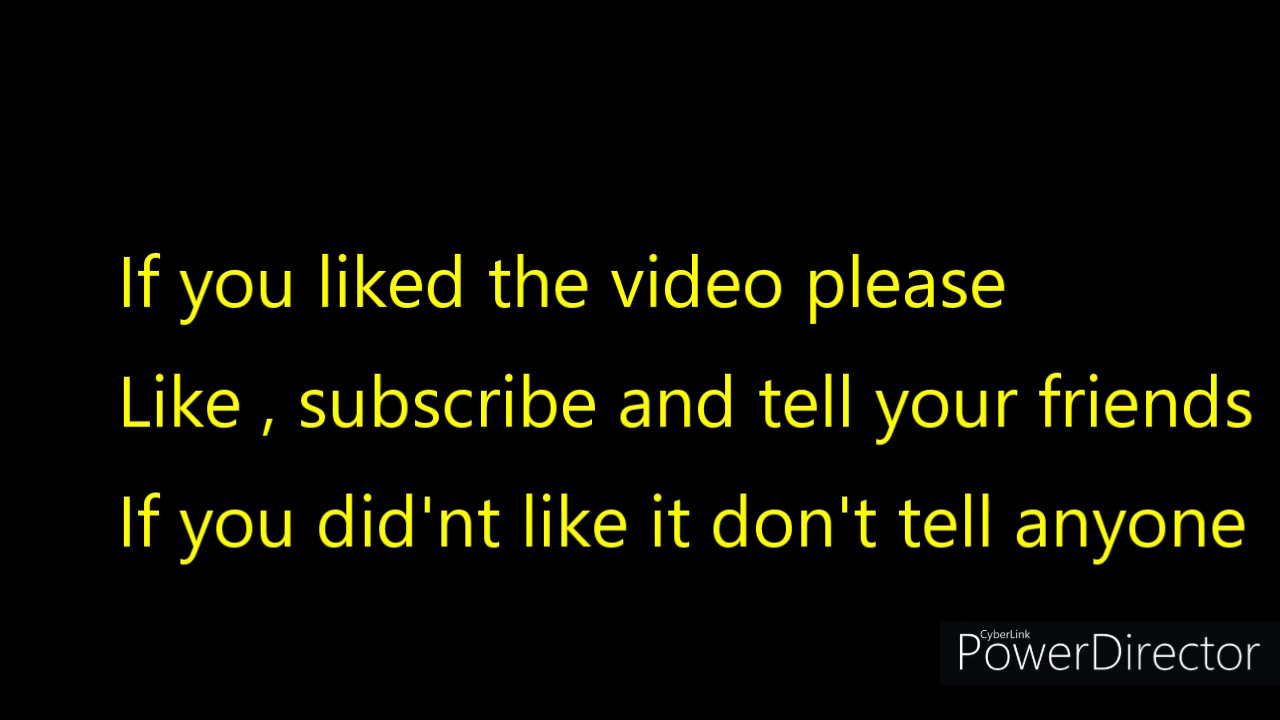 If you liked the video please
Like , subscribe and tell your friends
If you did'nt like it don't tell anyone
CyberLink
PowerDirector